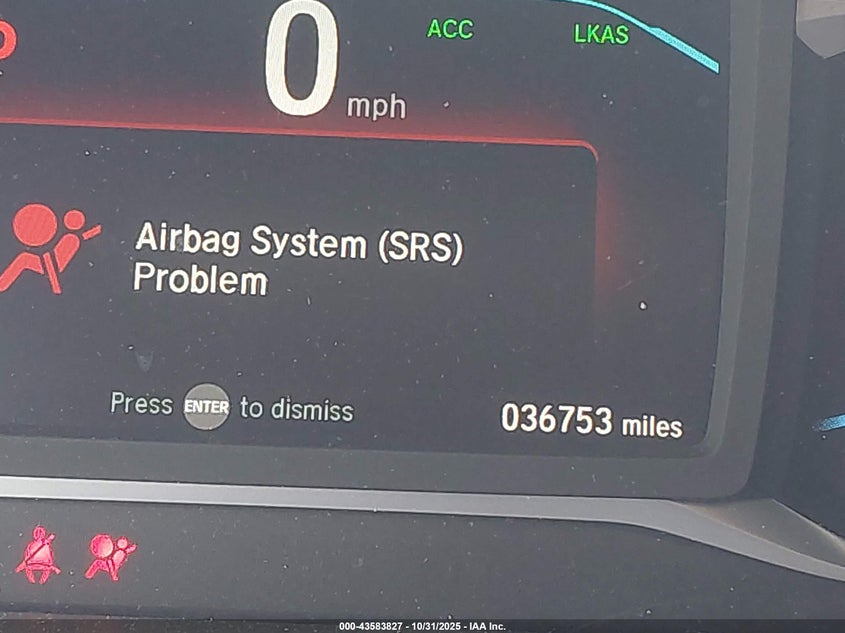 0 mph
ACC
LKAS
Airbag System (SRS)
Problem
Press ENTER to dismiss
036753 miles
000-43583827 - 10/31/2025 - IAA Inc.